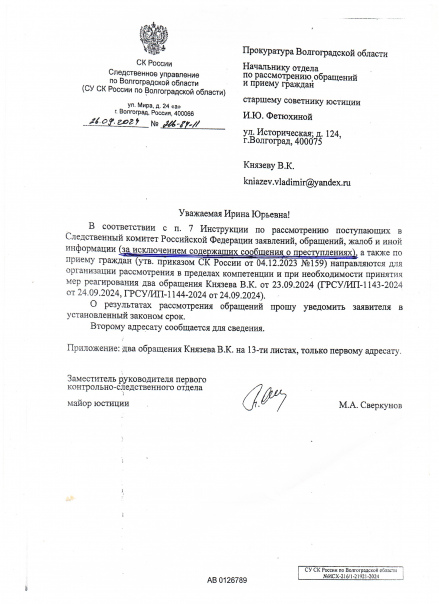 СК России
Следственное управление
по Волгоградской области
(СУ СК России по Волгоградской области)
ул. Мира, д. 24 «а»
г. Волгоград, Россия, 400066
26.09.2024 №
Прокуратура Волгоградской области
Начальнику отдела
по рассмотрению обращений
и приему граждан
старшему советнику юстиции
И.Ю. Фетюхиной
ул. Историческая, д. 124,
г.Волгоград, 400075
Князеву В.К.
kniazev.vladimir@yandex.ru
Уважаемая Ирина Юрьевна!
В соответствии с п. 7 Инструкции по рассмотрению поступающих в
Следственный комитет Российской Федерации заявлений, обращений, жалоб и иной
информации (за исключением содержащих сообщения о преступлениях), а также по
приему граждан (утв. приказом СК России от 04.12.2023 №159) направляются для
организации рассмотрения в пределах компетенции и при необходимости принятия
мер реагирования два обращения Князева В.К. от 23.09.2024 (ГРСУ/ИП-1143-2024
от 24.09.2024, ГРСУ/ИП-1144-2024 от 24.09.2024).
О результатах рассмотрения обращений прошу уведомить заявителя в
установленный законом срок.
Второму адресату сообщается для сведения.
Приложение: два обращения Князева В.К. на 13-ти листах, только первому адресату.
Заместитель руководителя первого
контрольно-следственного отдела
майор юстиции
М.А. Сверкунов
АВ 0126789
СУ СК России по Волгоградской области
№ИСХ-216/1-21921-2024